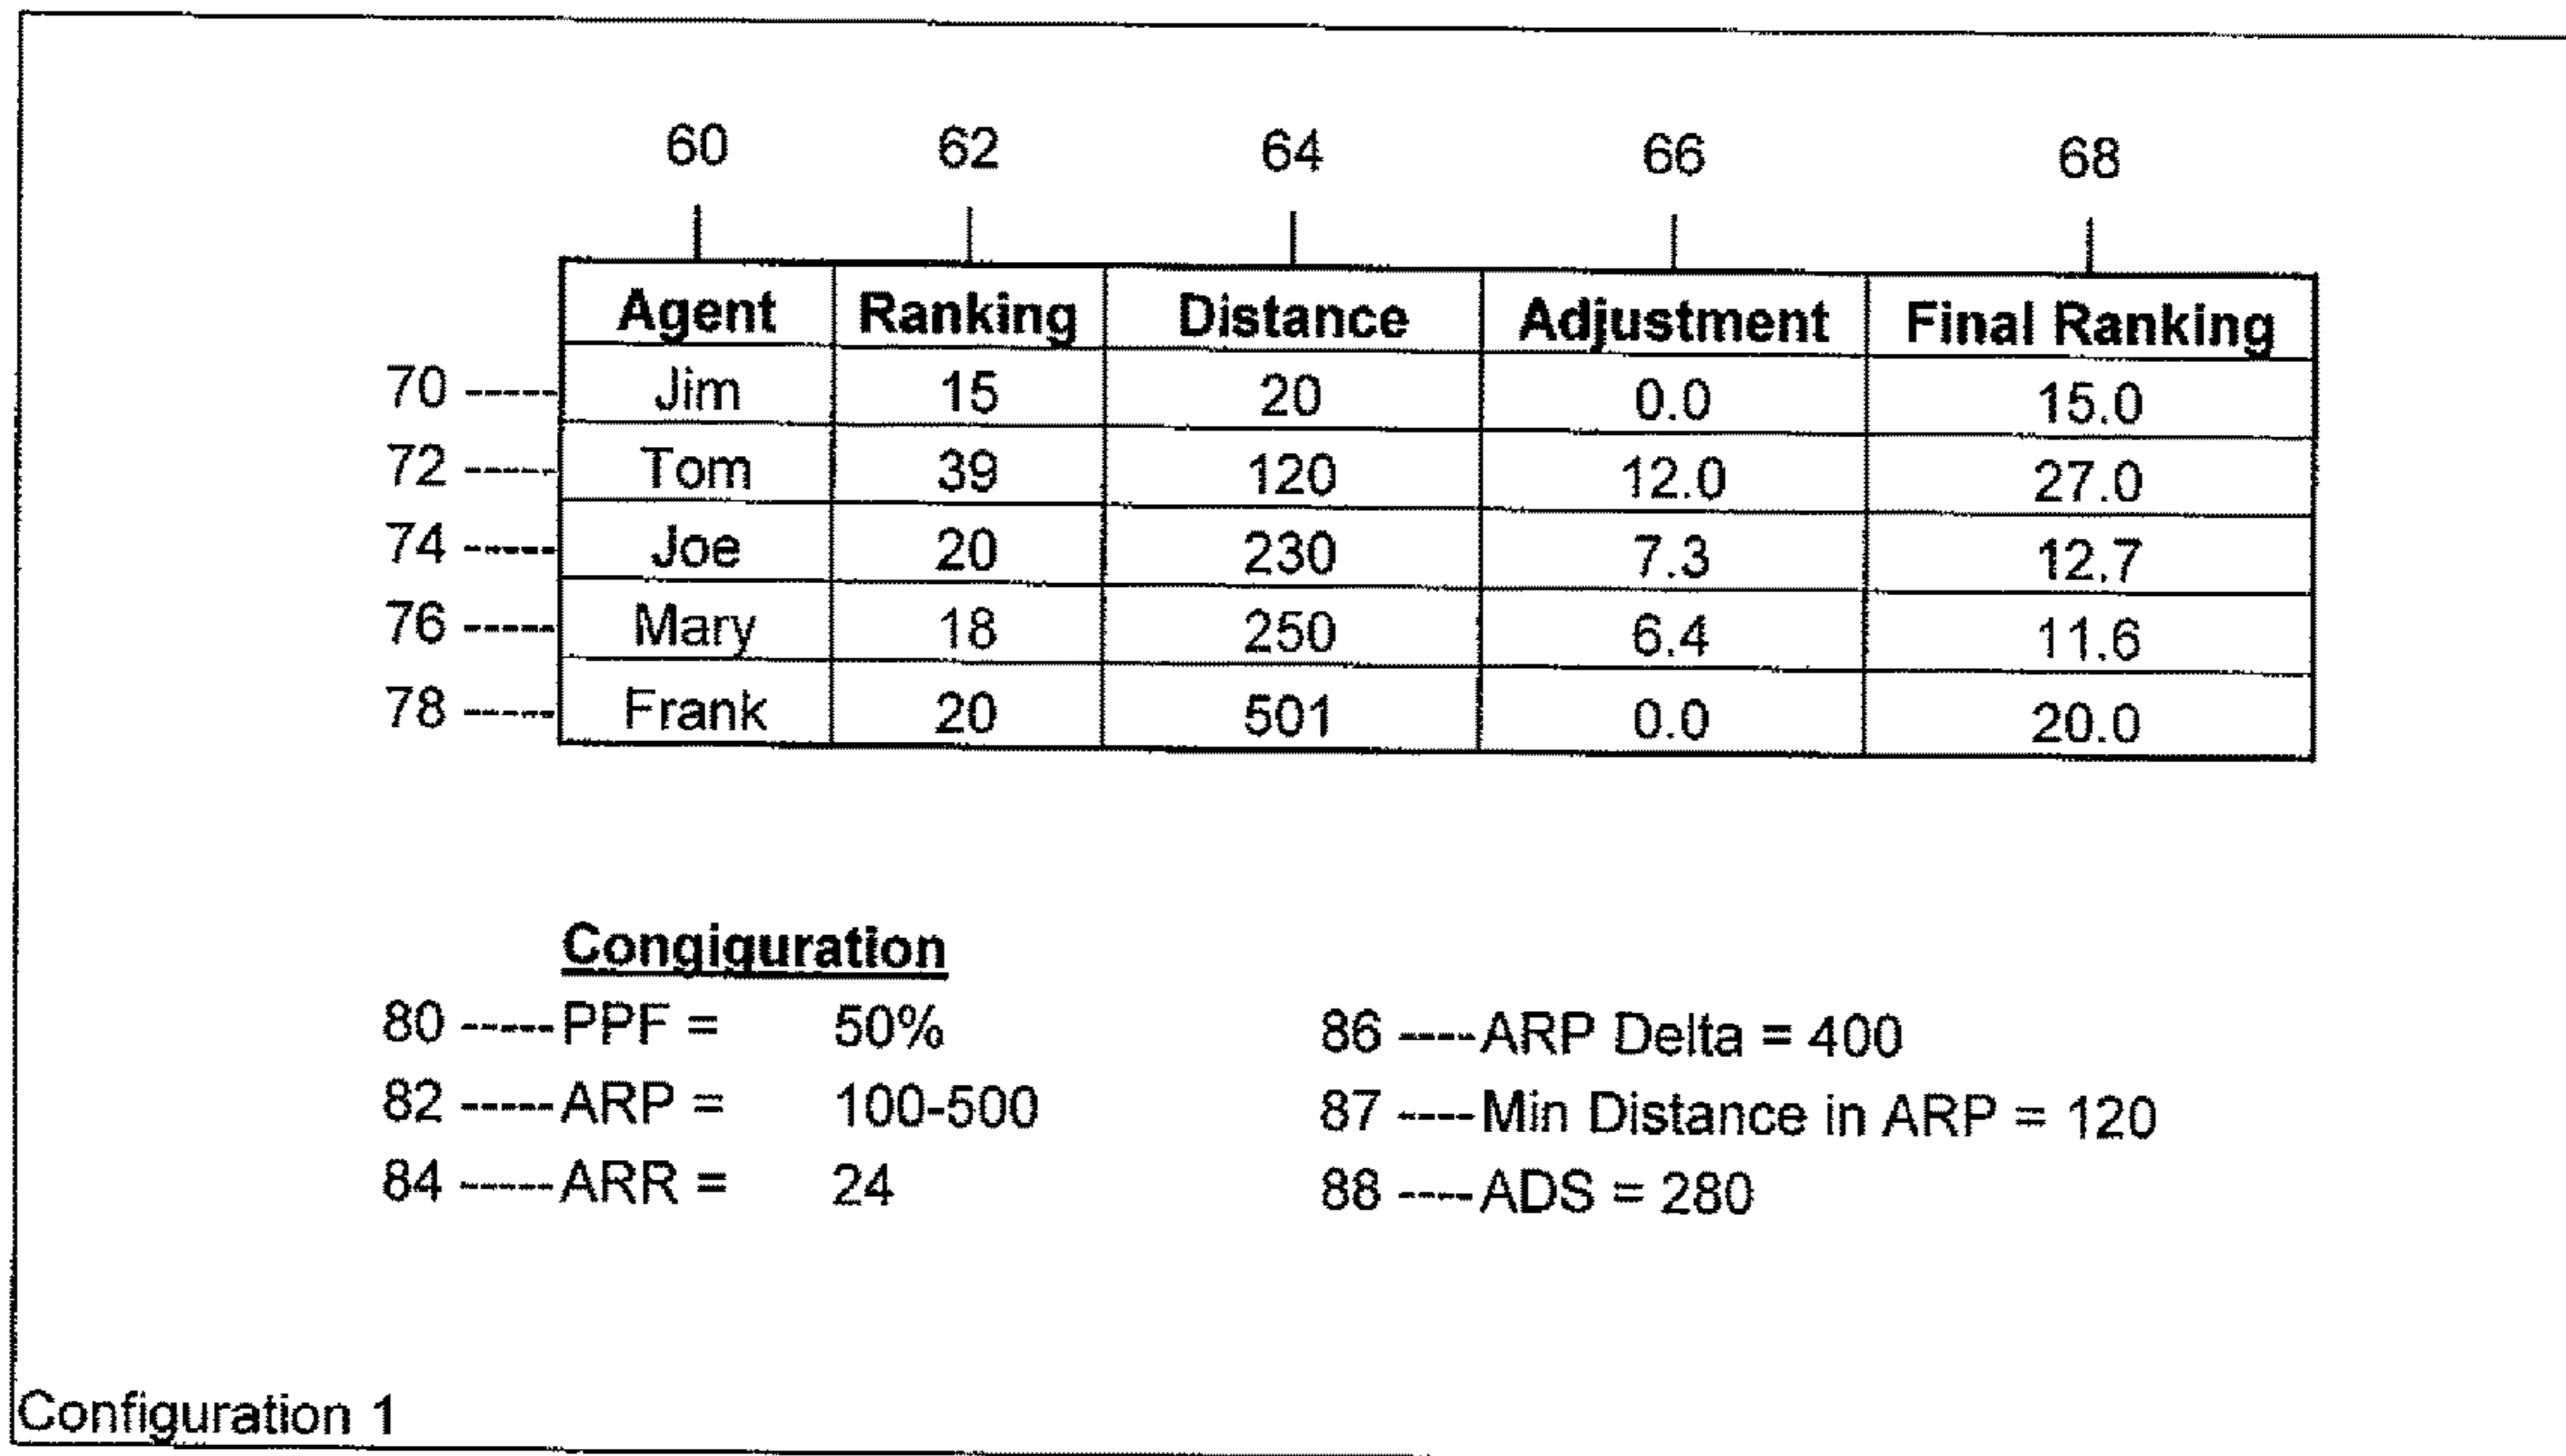 60 62 64 66 68
Agent Ranking Distance Adjustment Final Ranking
70 ----- Jim 15 20 0.0 15.0
72 ----- Tom 39 120 12.0 27.0
74 ----- Joe 20 230 7.3 12.7
76 ----- Mary 18 250 6.4 11.6
78 ----- Frank 20 501 0.0 20.0
Congiguration
80 ----- PPF = 50% 86 ---- ARP Delta = 400
82 ----- ARP = 100-500 87 ---- Min Distance in ARP = 120
84 ----- ARR = 24 88 ---- ADS = 280
Configuration 1